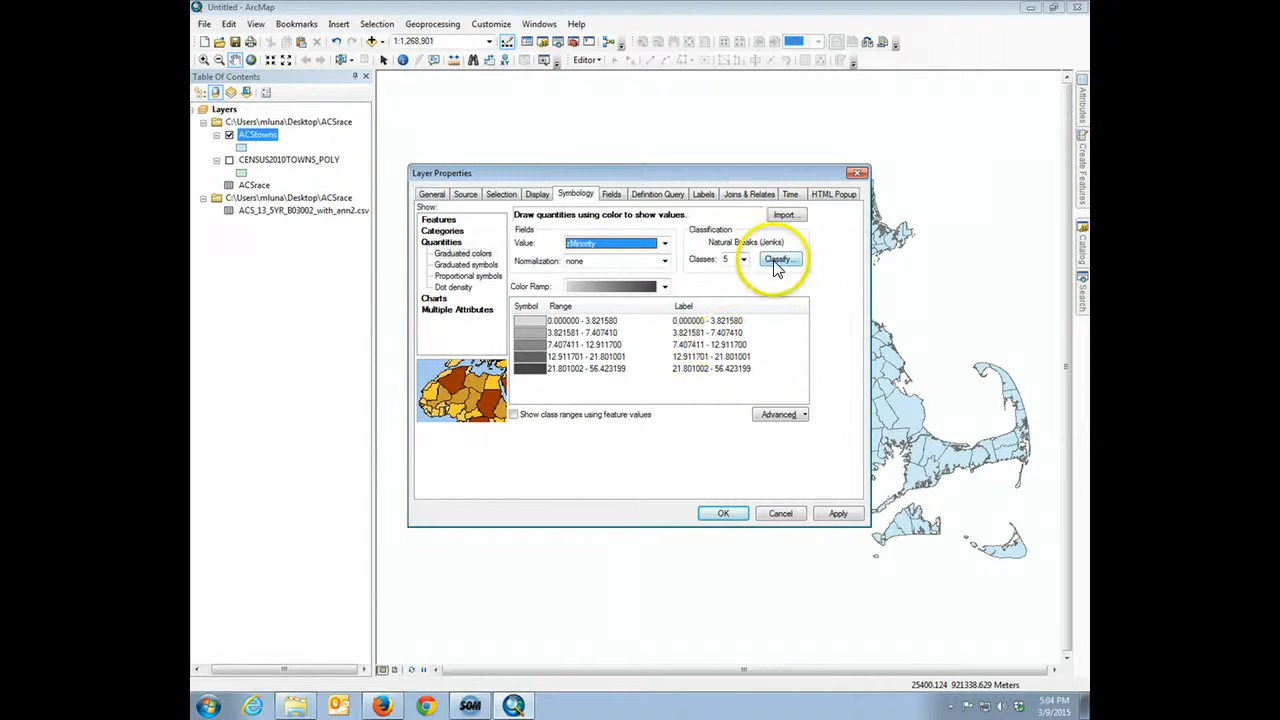 Untitled - ArcMap
File Edit View Bookmarks Insert Selection Geoprocessing Customize Windows Help
1:1,268,901
Editor
Table Of Contents
Layers
C:\Users\mluna\Desktop\ACSrace
ACStowns
CENSUS2010TOWNS_POLY
ACSrace
C:\Users\mluna\Desktop\ACSrace
ACS_13_5YR_B03002_with_ann2.csv
Layer Properties
General Source Selection Display Symbology Fields Definition Query Labels Joins & Relates Time HTML Popup
Show:
Features
Categories
Quantities
Graduated colors
Graduated symbols
Proportional symbols
Dot density
Charts
Multiple Attributes
Draw quantities using color to show values.
Import...
Fields
Value: zMinority
Normalization: none
Classification
Natural Breaks (Jenks)
Classes: 5
Classify...
Color Ramp:
Symbol Range Label
0.000000 - 3.821580 0.000000 - 3.821580
3.821581 - 7.407410 3.821581 - 7.407410
7.407411 - 12.911700 7.407411 - 12.911700
12.911701 - 21.801001 12.911701 - 21.801001
21.801002 - 56.423199 21.801002 - 56.423199
Show class ranges using feature values
Advanced
OK Cancel Apply
Attributes
Create Features
Catalog
Search
25400.124 921338.629 Meters
SOM
5:04 PM
3/9/2015